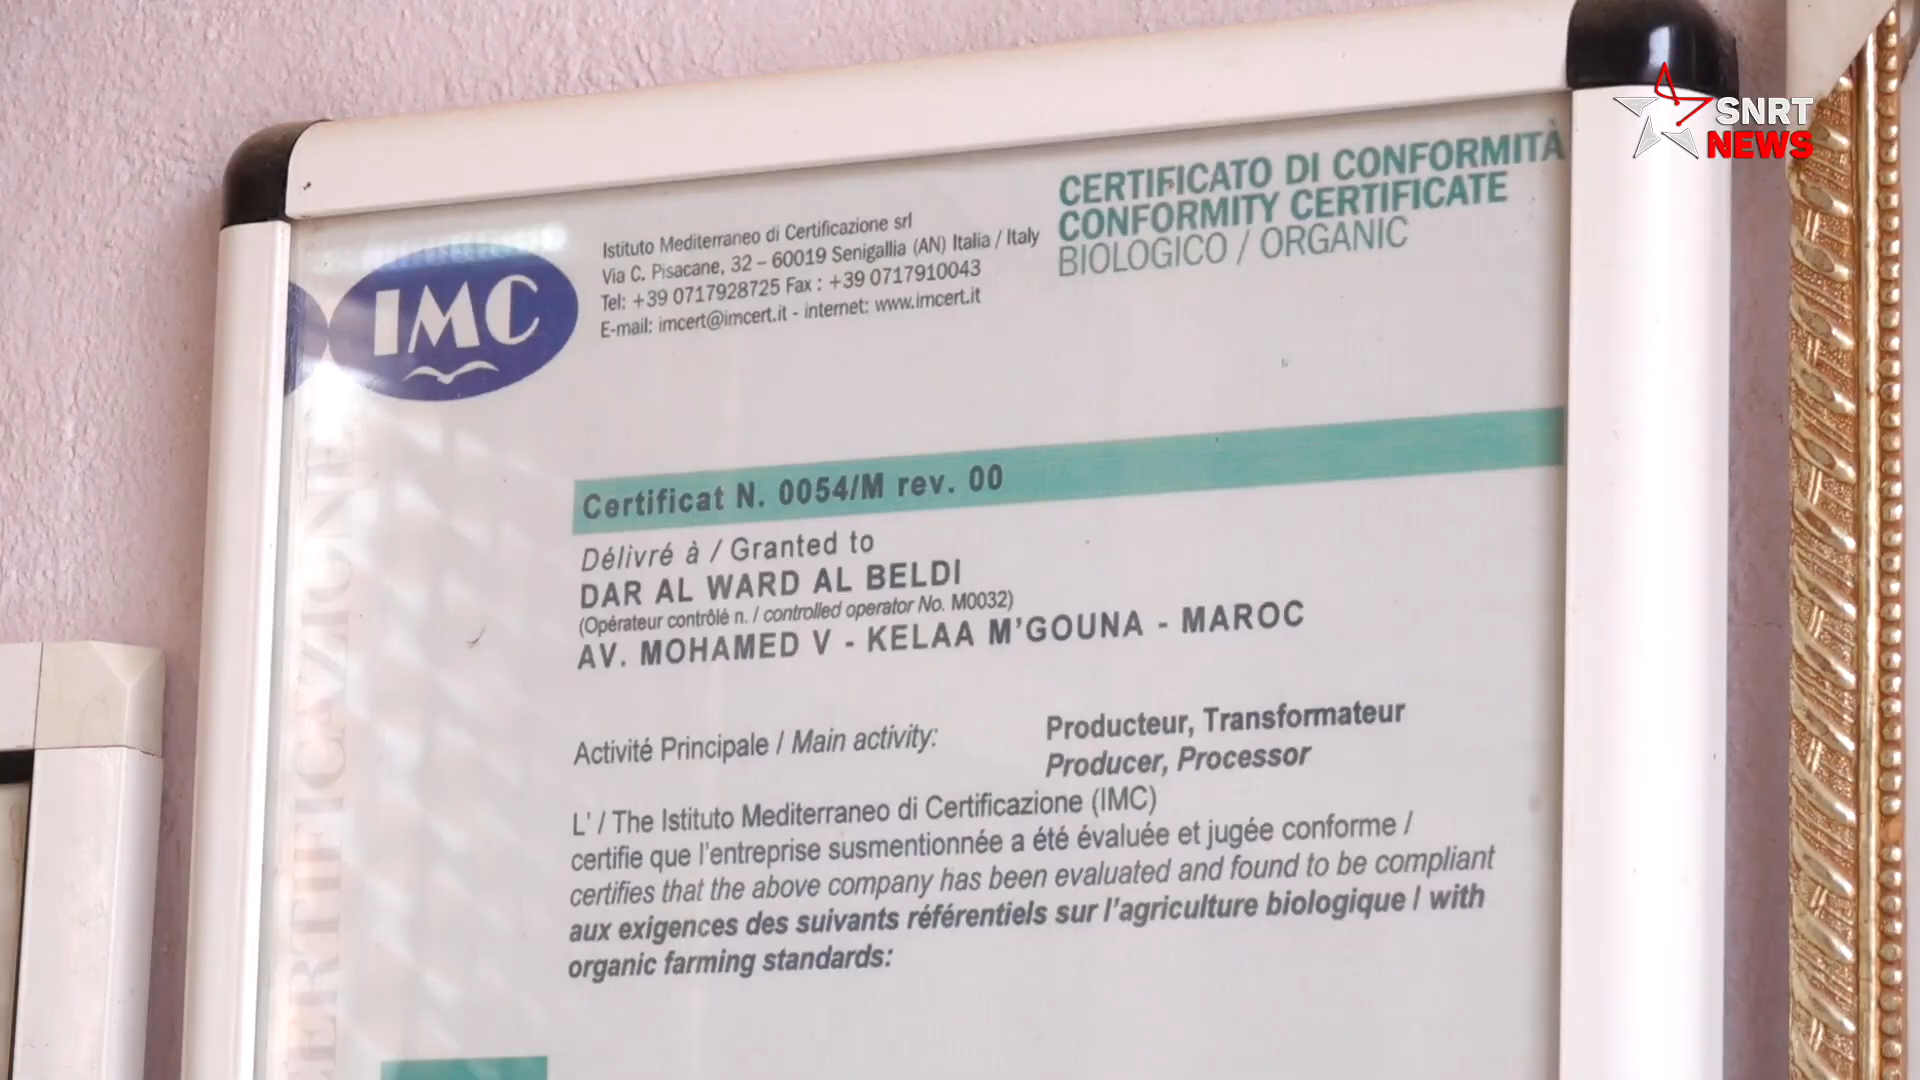 SNRT
NEWS
CERTIFICATO DI CONFORMITÀ
CONFORMITY CERTIFICATE
BIOLOGICO / ORGANIC
IMC
Istituto Mediterraneo di Certificazione srl
Via C. Pisacane, 32 – 60019 Senigallia (AN) Italia / Italy
Tel: +39 0717928725 Fax : +39 0717910043
E-mail: imcert@imcert.it - internet: www.imcert.it
Certificat N. 0054/M rev. 00
Délivré à / Granted to
DAR AL WARD AL BELDI
(Opérateur contrôlé n. / controlled operator No. M0032)
AV. MOHAMED V - KELAA M'GOUNA - MAROC
Activité Principale / Main activity:
Producteur, Transformateur
Producer, Processor
L' / The Istituto Mediterraneo di Certificazione (IMC)
certifie que l'entreprise susmentionnée a été évaluée et jugée conforme /
certifies that the above company has been evaluated and found to be compliant
aux exigences des suivants référentiels sur l'agriculture biologique / with
organic farming standards:
ERTIFICAZIONE